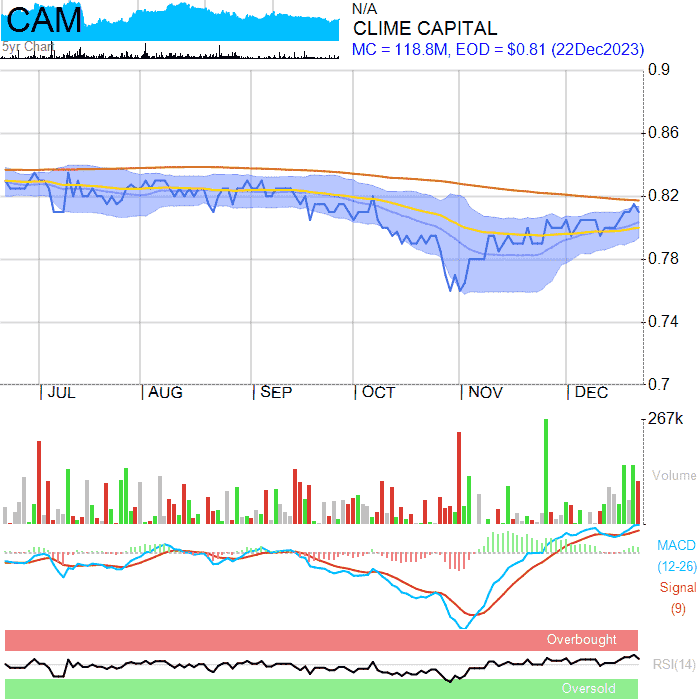 CAM
5yr Chart
N/A
CLIME CAPITAL
MC = 118.8M, EOD = $0.81 (22Dec2023)
0.9
0.86
0.82
0.78
0.74
0.7
JUL AUG SEP OCT NOV DEC
267k
Volume
MACD
(12-26)
Signal
(9)
Overbought
RSI(14)
Oversold